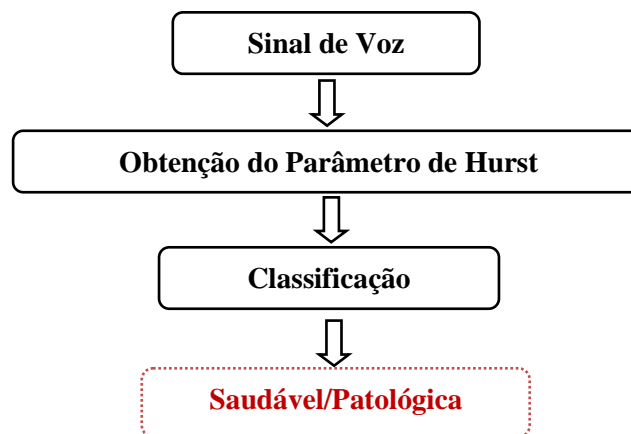 Sinal de Voz
Obtenção do Parâmetro de Hurst
Classificação
Saudável/Patológica